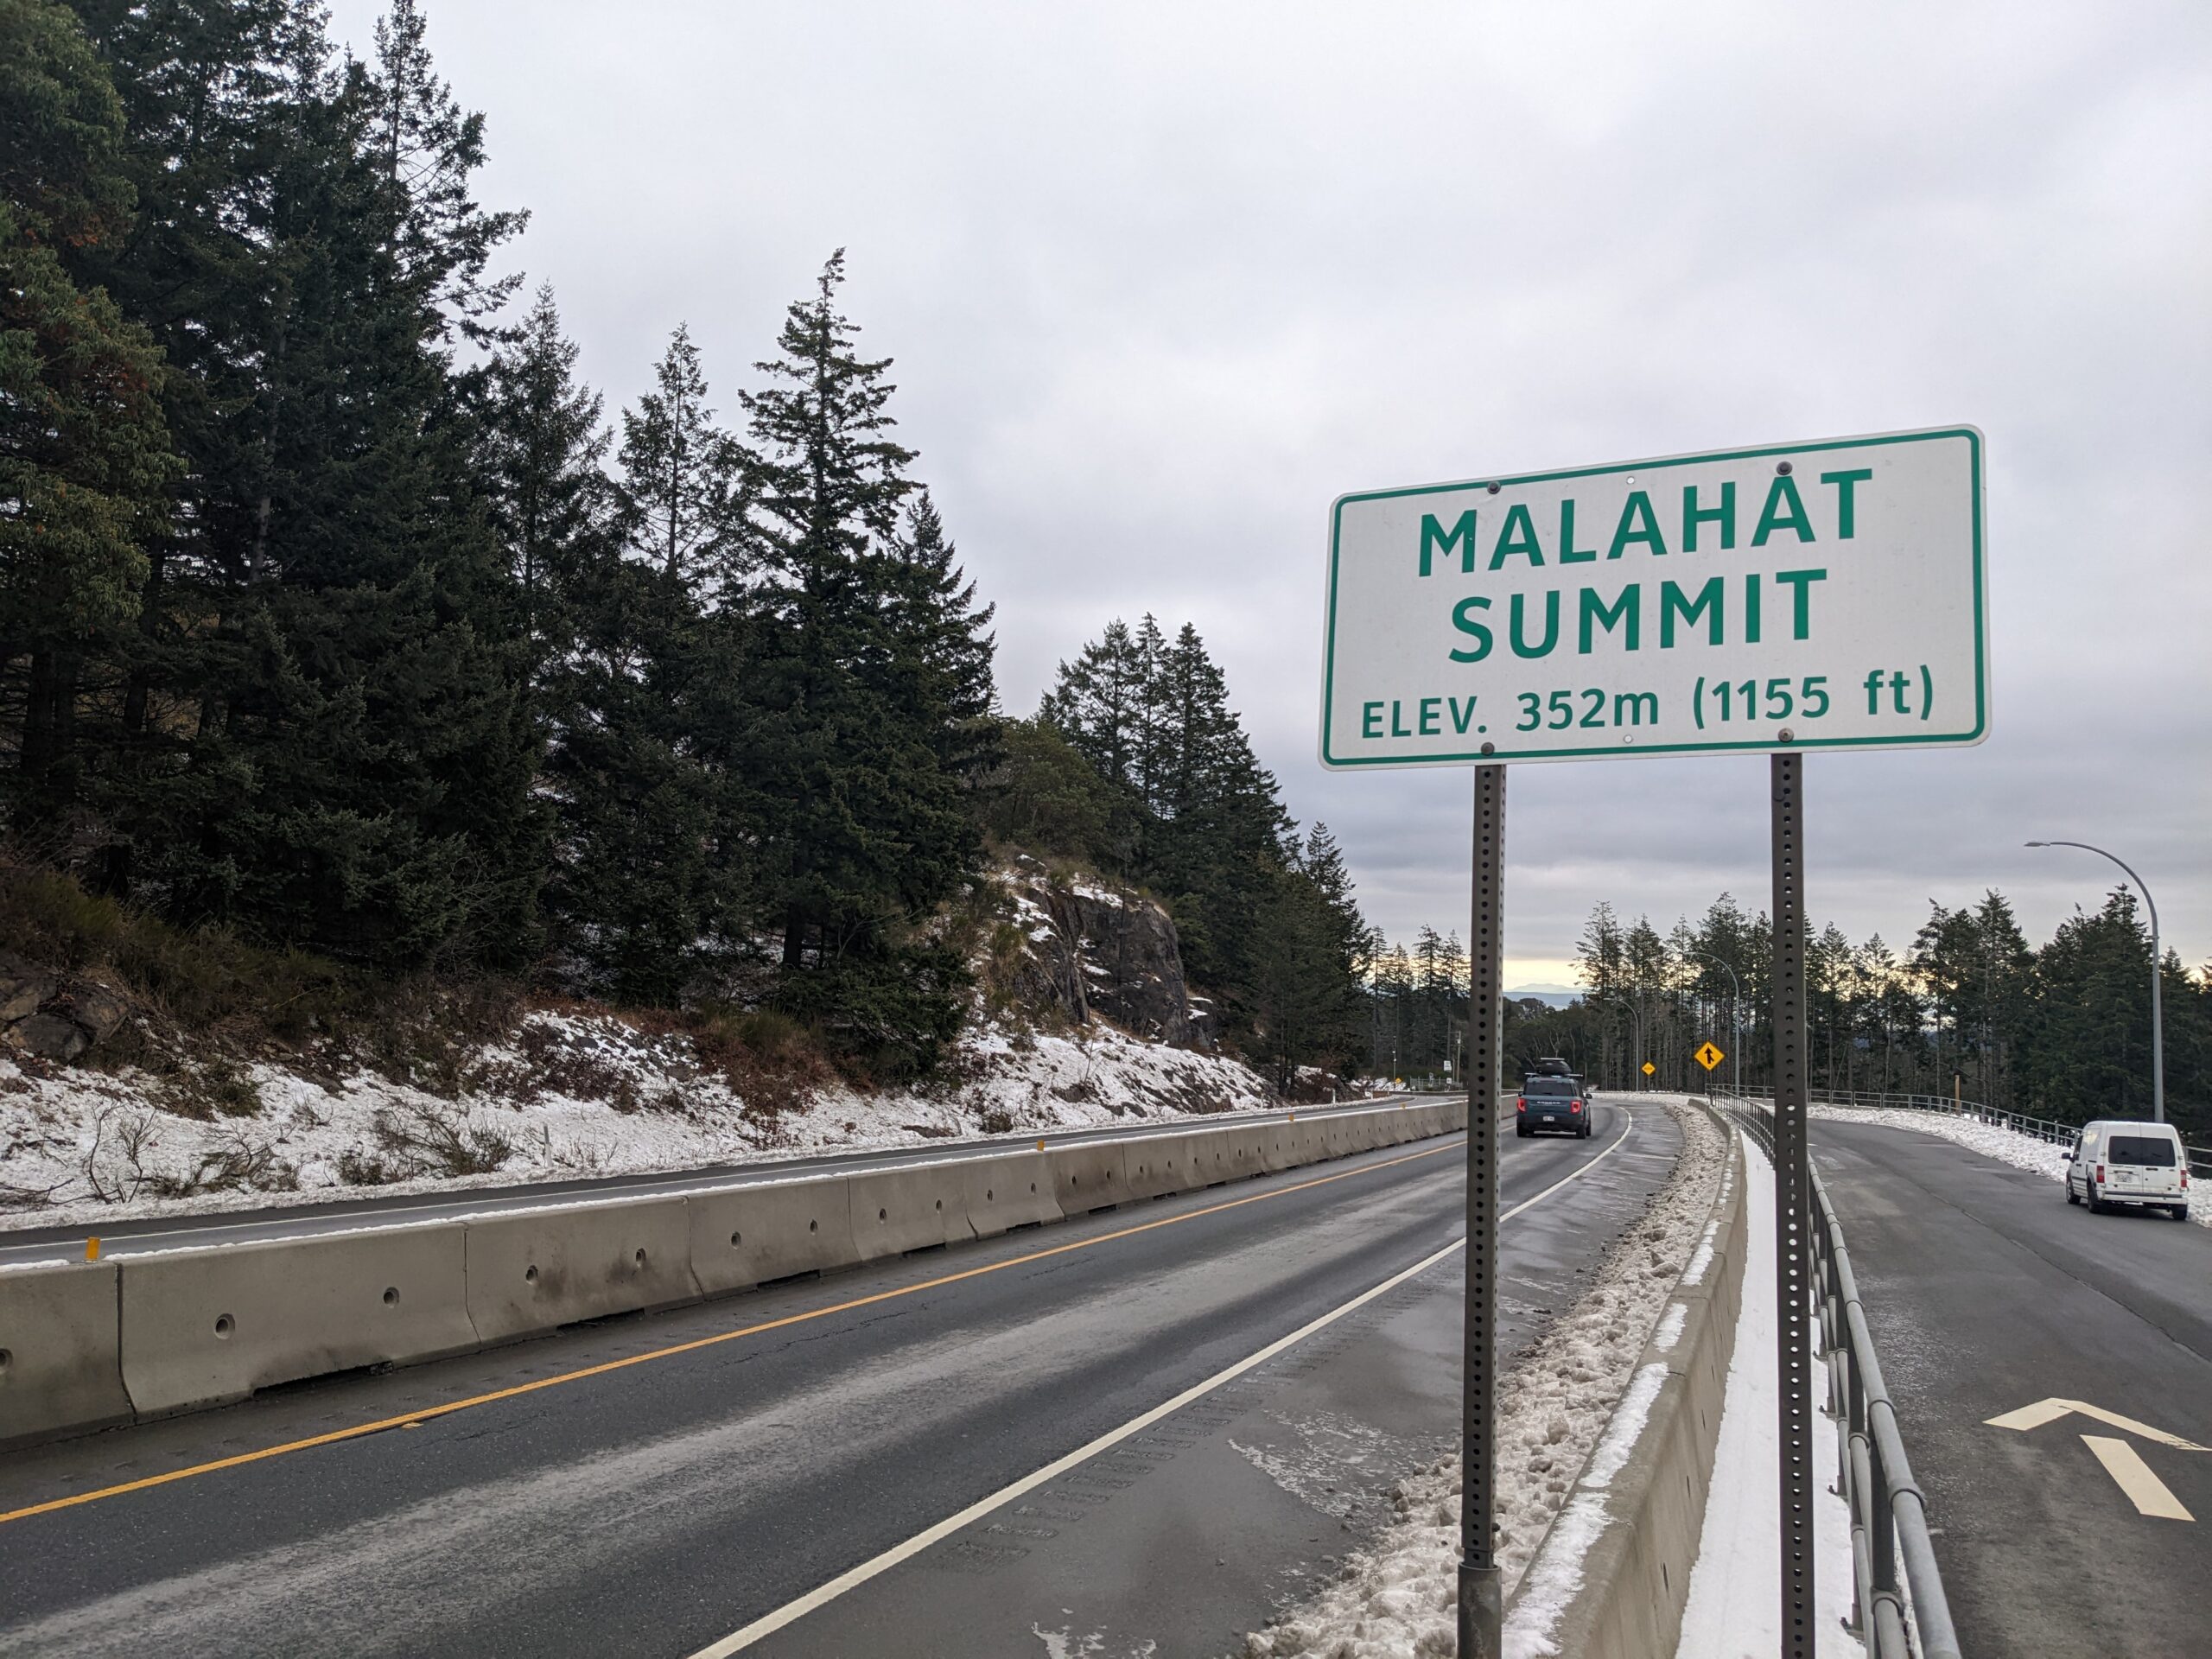 MALAHAT
SUMMIT
ELEV. 352m (1155 ft)